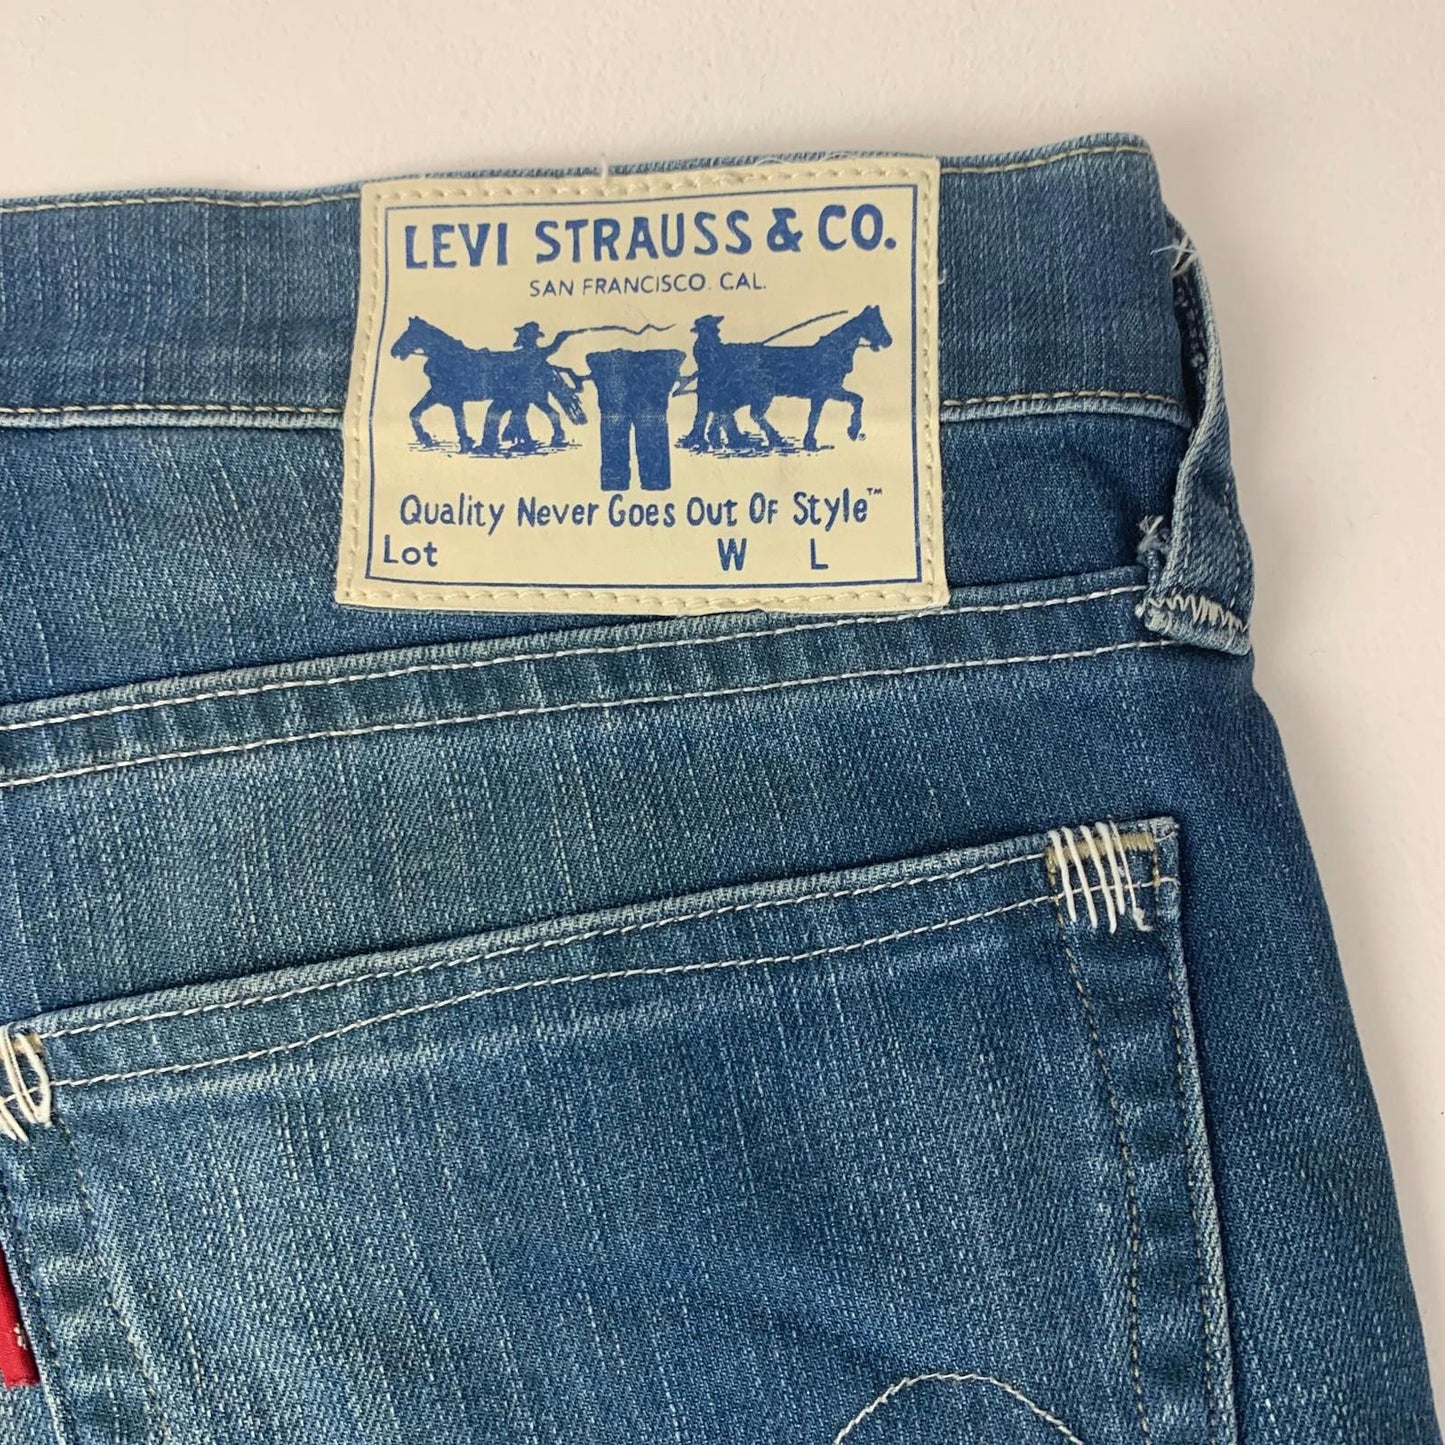 LEVI STRAUSS & CO.
SAN FRANCISCO. CAL.
®
Quality Never Goes Out Of Style™
Lot W L